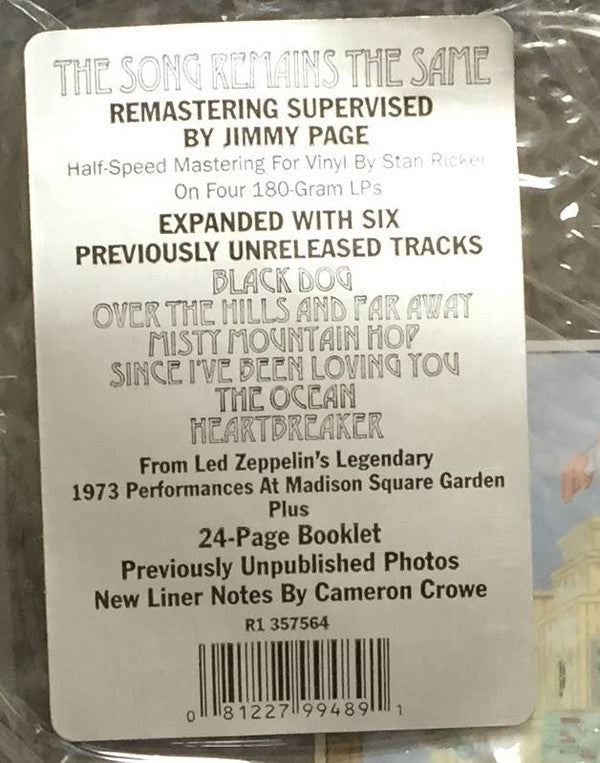 THE SONG REMAINS THE SAME
REMASTERING SUPERVISED
BY JIMMY PAGE
Half-Speed Mastering For Vinyl By Stan Ricker
On Four 180-Gram LPs
EXPANDED WITH SIX
PREVIOUSLY UNRELEASED TRACKS
BLACK DOG
OVER THE HILLS AND FAR AWAY
MISTY MOUNTAIN HOP
SINCE I'VE BEEN LOVING YOU
THE OCEAN
HEARTBREAKER
From Led Zeppelin's Legendary
1973 Performances At Madison Square Garden
Plus
24-Page Booklet
Previously Unpublished Photos
New Liner Notes By Cameron Crowe
R1 357564
0 81227 99489 1